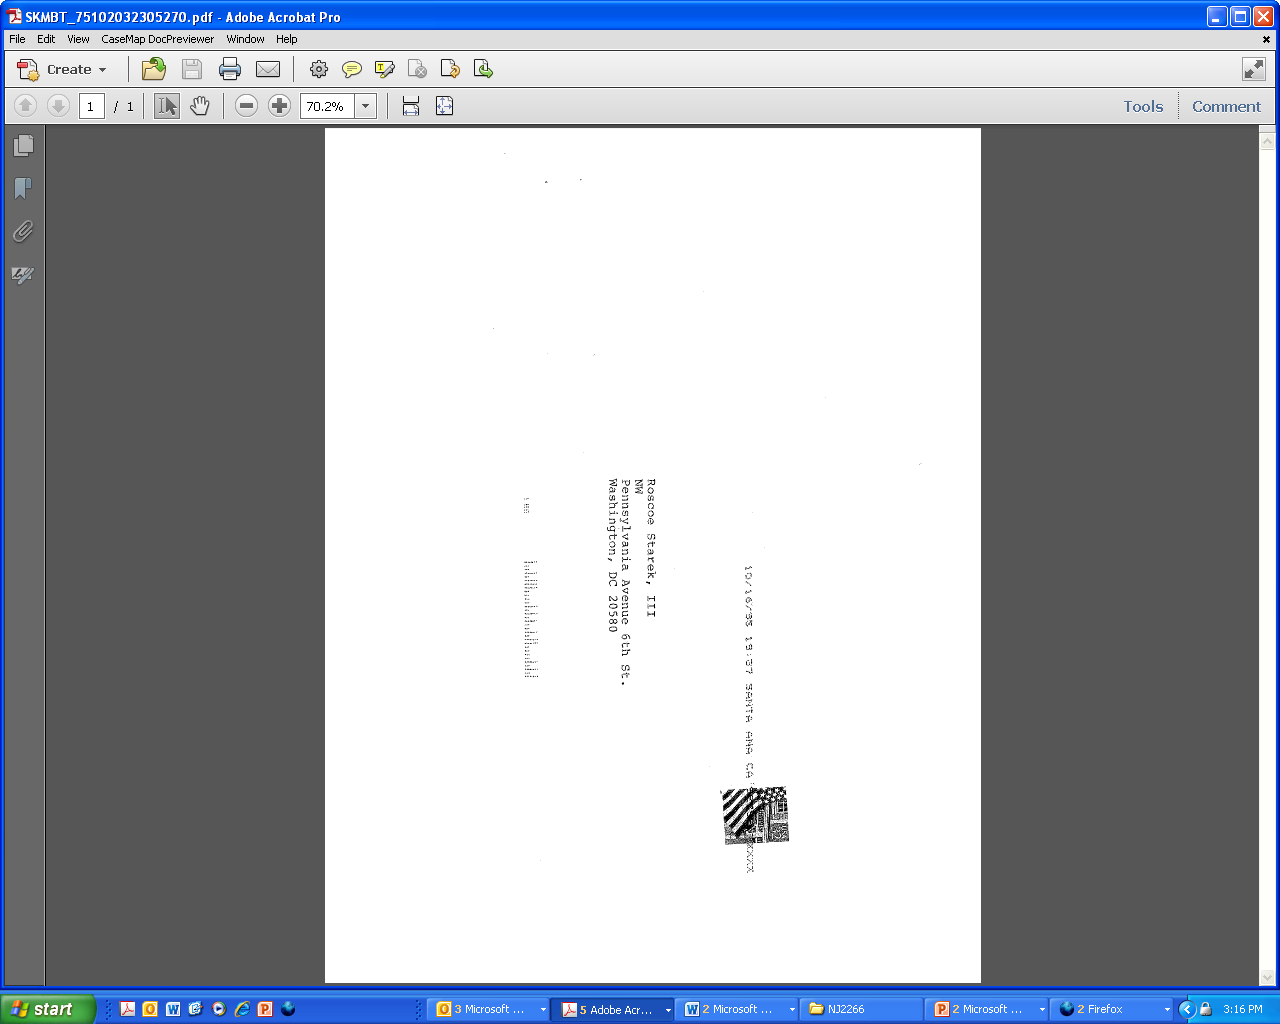 SKMBT_75102032305270.pdf - Adobe Acrobat Pro
File Edit View CaseMap DocPreviewer Window Help
Create
1 / 1 70.2% Tools Comment
Roscoe Starek, III
NW
Pennsylvania Avenue 6th St.
Washington, DC 20580
10/16/95 19:37 SANTA ANA CA
XXXX
start 3 Microsoft ... 5 Adobe Acr... 2 Microsoft ... NJ2266 2 Microsoft ... 2 Firefox 3:16 PM